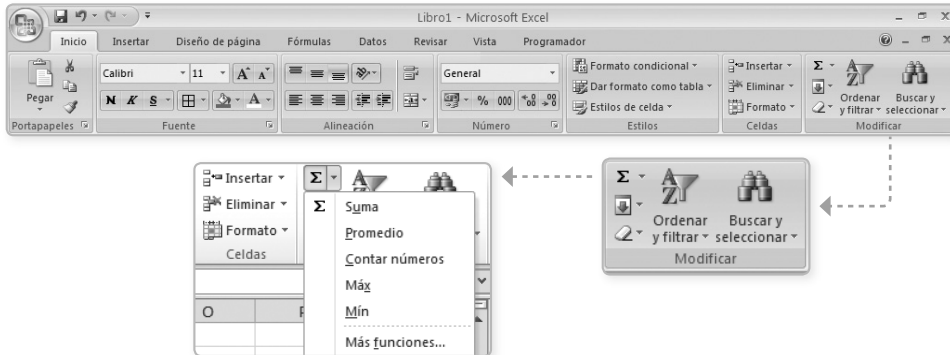 Libro1 - Microsoft Excel
Inicio Insertar Diseño de página Fórmulas Datos Revisar Vista Programador
Pegar
Portapapeles
Calibri 11 A A
N K S A
Fuente
Alineación
General
% 000
Número
Formato condicional
Dar formato como tabla
Estilos de celda
Estilos
Insertar
Eliminar
Formato
Celdas
Σ
Ordenar y filtrar
Buscar y seleccionar
Modificar
Insertar
Eliminar
Formato
Celdas
Σ
Σ Suma
Promedio
Contar números
Máx
Mín
Más funciones...
O
Σ
Ordenar y filtrar
Buscar y seleccionar
Modificar